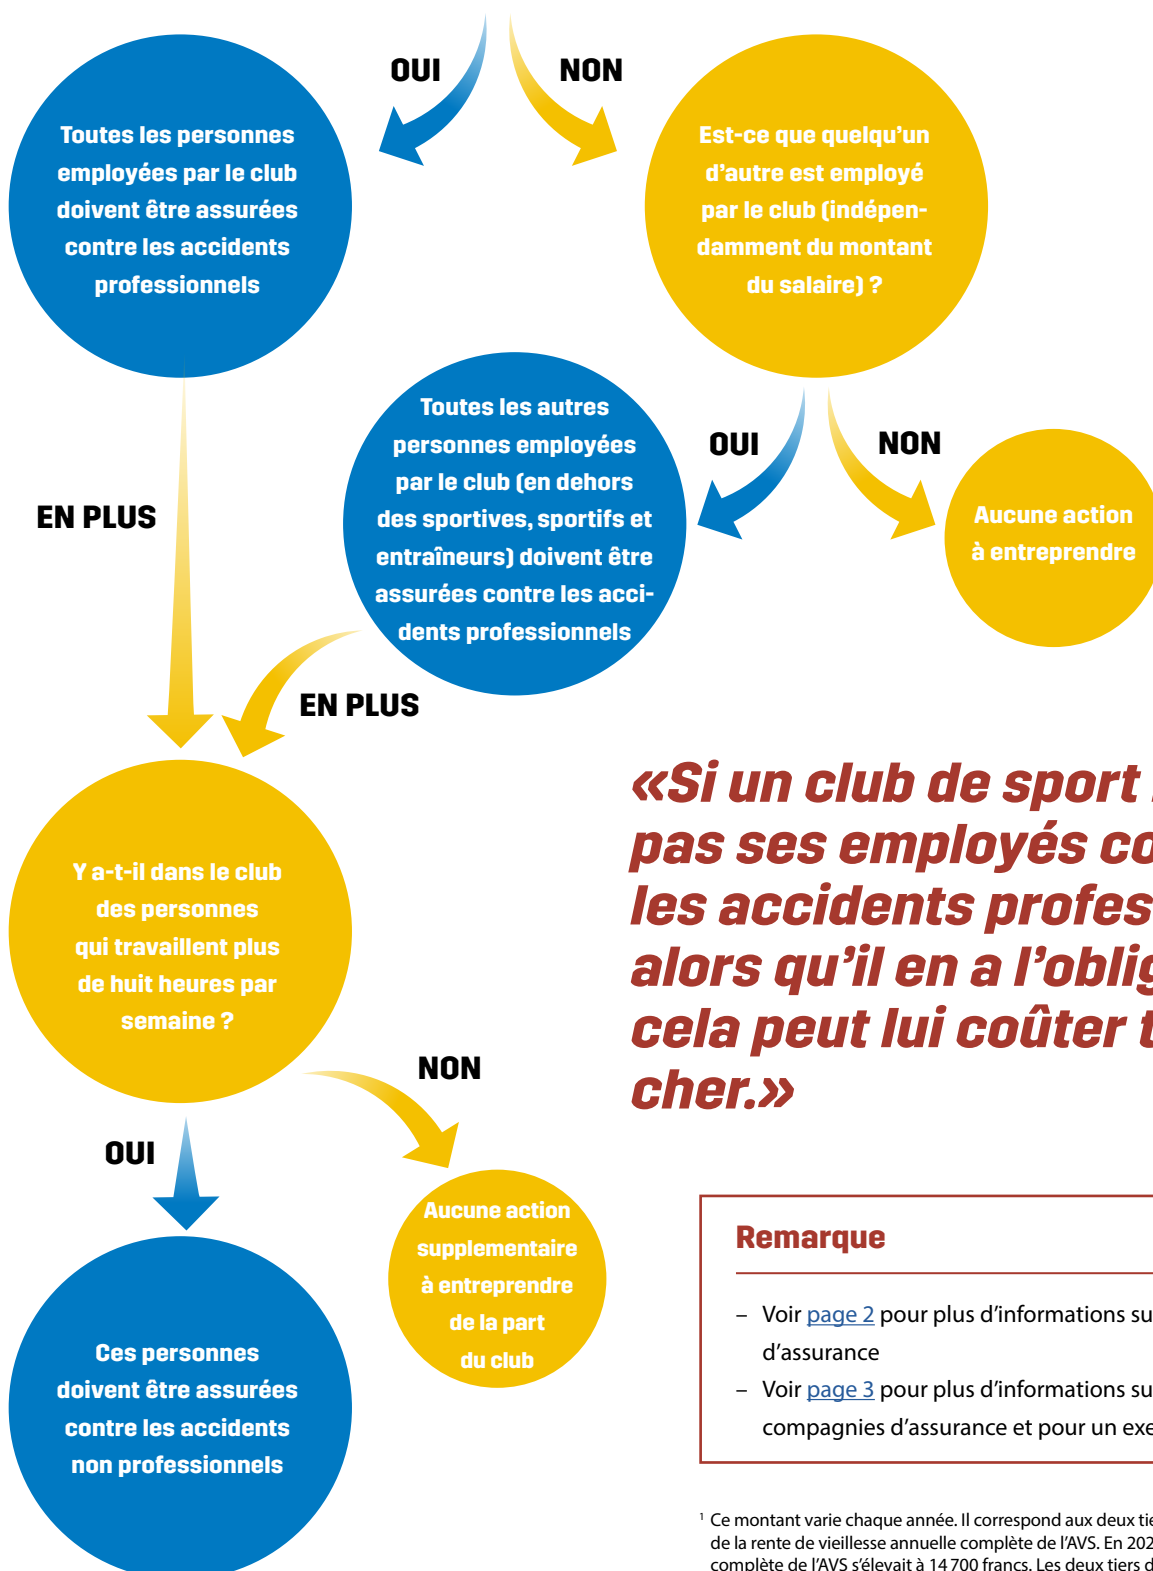 OUI
NON
Toutes les personnes
employées par le club
doivent être assurées
contre les accidents
professionnels
Est-ce que quelqu’un
d’autre est employé
par le club (indépen-
damment du montant
du salaire) ?
Toutes les autres
personnes employées
par le club (en dehors
des sportives, sportifs et
entraîneurs) doivent être
assurées contre les acci-
dents professionnels
OUI
NON
Aucune action
à entreprendre
EN PLUS
EN PLUS
Y a-t-il dans le club
des personnes
qui travaillent plus
de huit heures par
semaine ?
NON
OUI
Aucune action
supplementaire
à entreprendre
de la part
du club
Ces personnes
doivent être assurées
contre les accidents
non professionnels
«Si un club de sport
pas ses employés co
les accidents profes
alors qu’il en a l’oblig
cela peut lui coûter t
cher.»
Remarque
– Voir page 2 pour plus d’informations su
d’assurance
– Voir page 3 pour plus d’informations su
compagnies d’assurance et pour un exe
¹ Ce montant varie chaque année. Il correspond aux deux tie
de la rente de vieillesse annuelle complète de l’AVS. En 202
complète de l’AVS s’élevait à 14 700 francs. Les deux tiers d